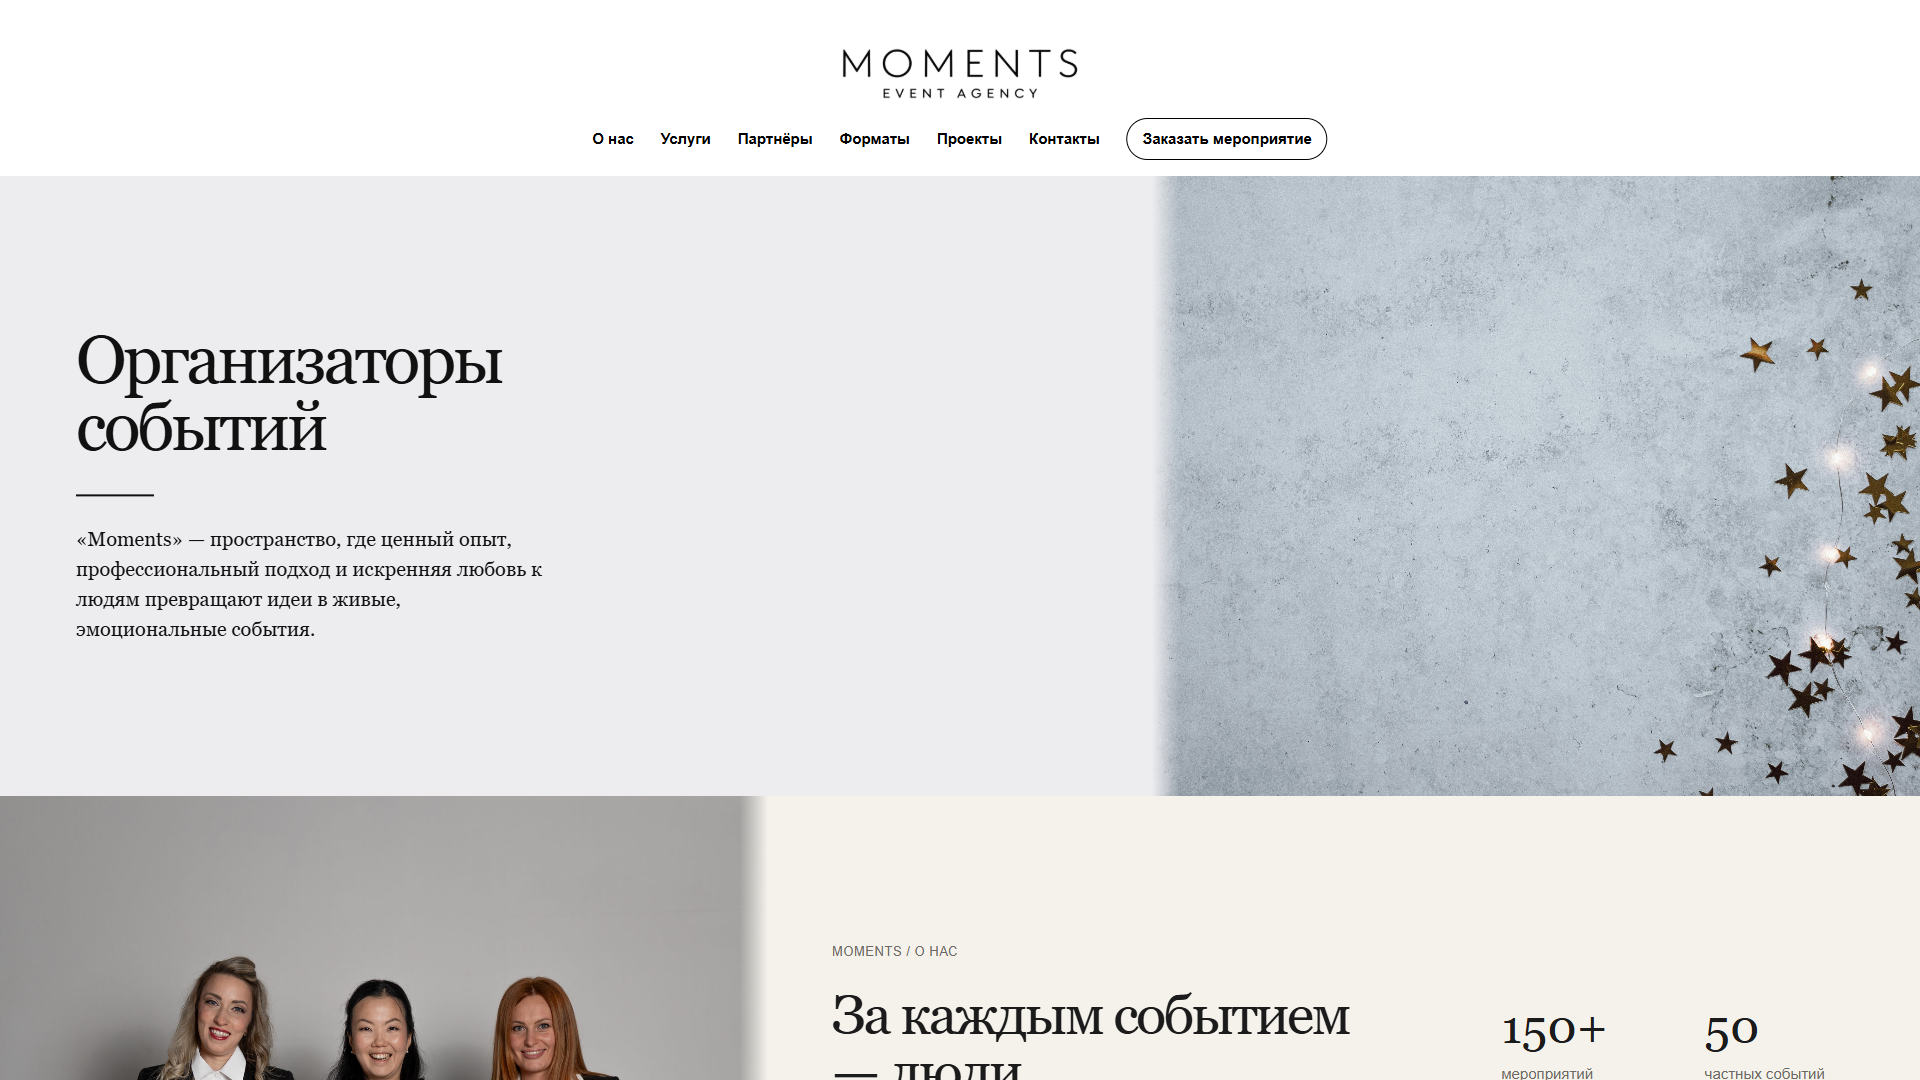 MOMENTS
EVENT AGENCY
О нас Услуги Партнёры Форматы Проекты Контакты Заказать мероприятие
Организаторы
событий
«Moments» — пространство, где ценный опыт,
профессиональный подход и искренняя любовь к
людям превращают идеи в живые,
эмоциональные события.
MOMENTS / О НАС
За каждым событием
— люди
150+
мероприятий
50
частных событий